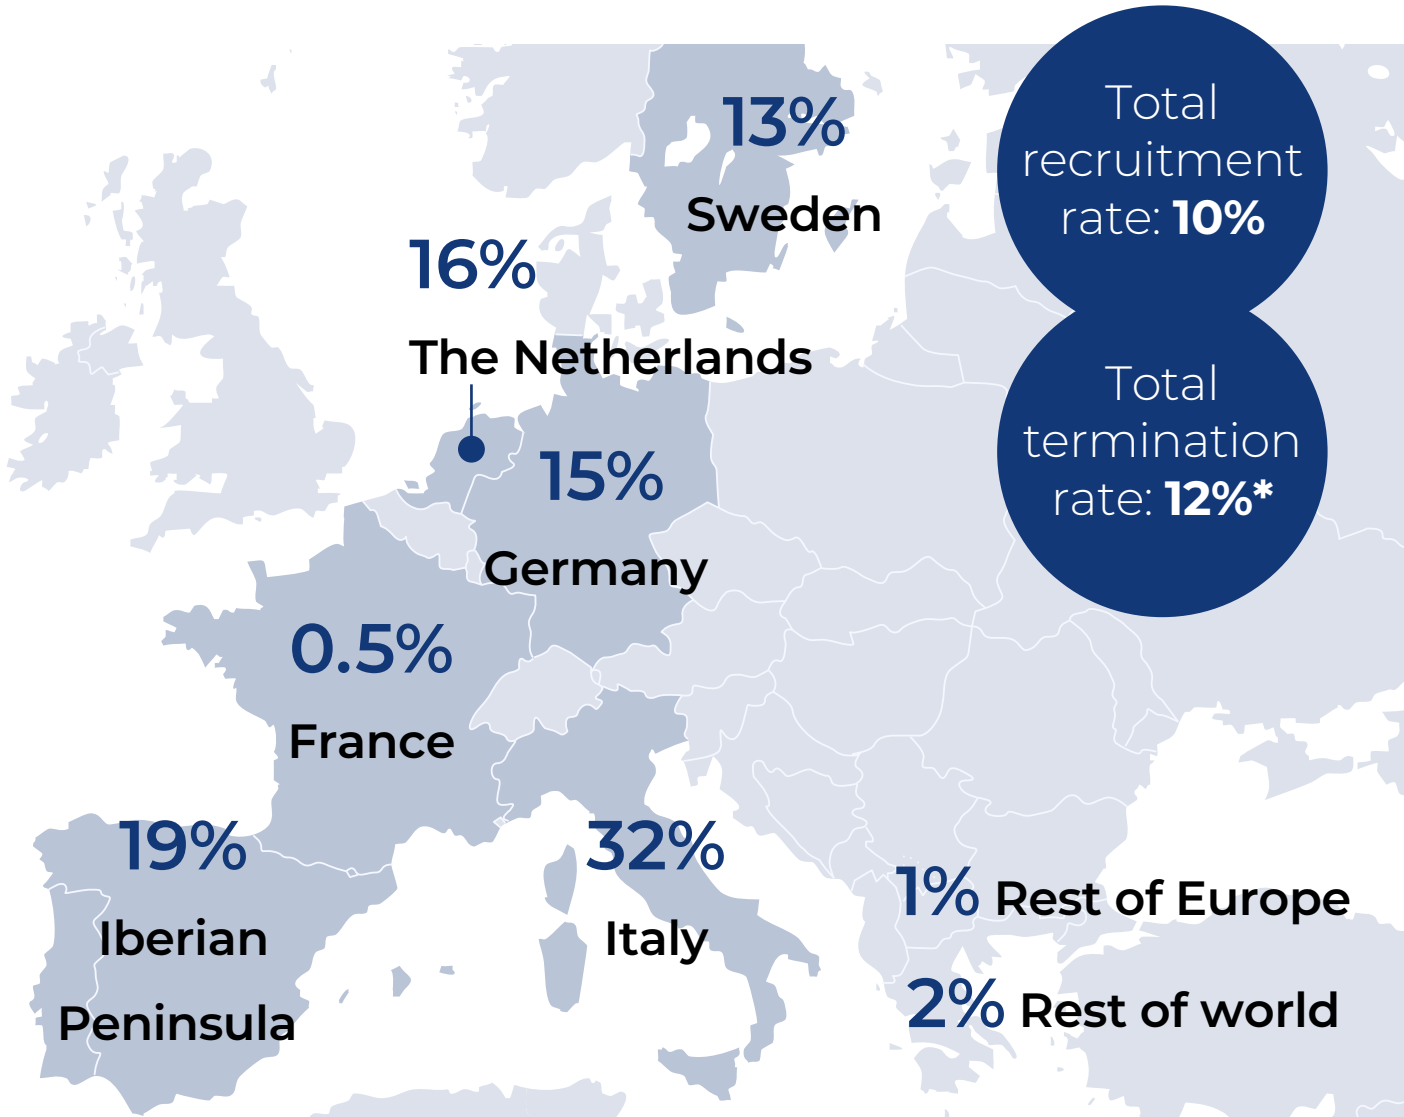 13%
Sweden
Total
recruitment
rate: 10%
16%
The Netherlands
Total
termination
rate: 12%*
15%
Germany
0.5%
France
19%
Iberian
Peninsula
32%
Italy
1% Rest of Europe
2% Rest of world